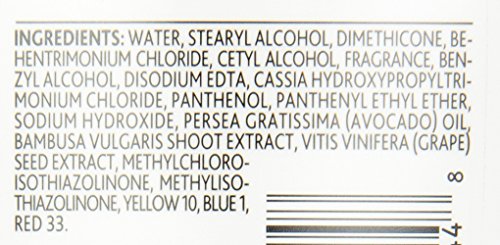 INGREDIENTS: WATER, STEARYL ALCOHOL, DIMETHICONE, BE-
HENTRIMONIUM CHLORIDE, CETYL ALCOHOL, FRAGRANCE, BEN-
ZYL ALCOHOL, DISODIUM EDTA, CASSIA HYDROXYPROPYLTRI-
MONIUM CHLORIDE, PANTHENOL, PANTHENYL ETHYL ETHER,
SODIUM HYDROXIDE, PERSEA GRATISSIMA (AVOCADO) OIL,
BAMBUSA VULGARIS SHOOT EXTRACT, VITIS VINIFERA (GRAPE)
SEED EXTRACT, METHYLCHLORO-
ISOTHIAZOLINONE, METHYLISO-
THIAZOLINONE, YELLOW 10, BLUE 1,
RED 33.
8
4